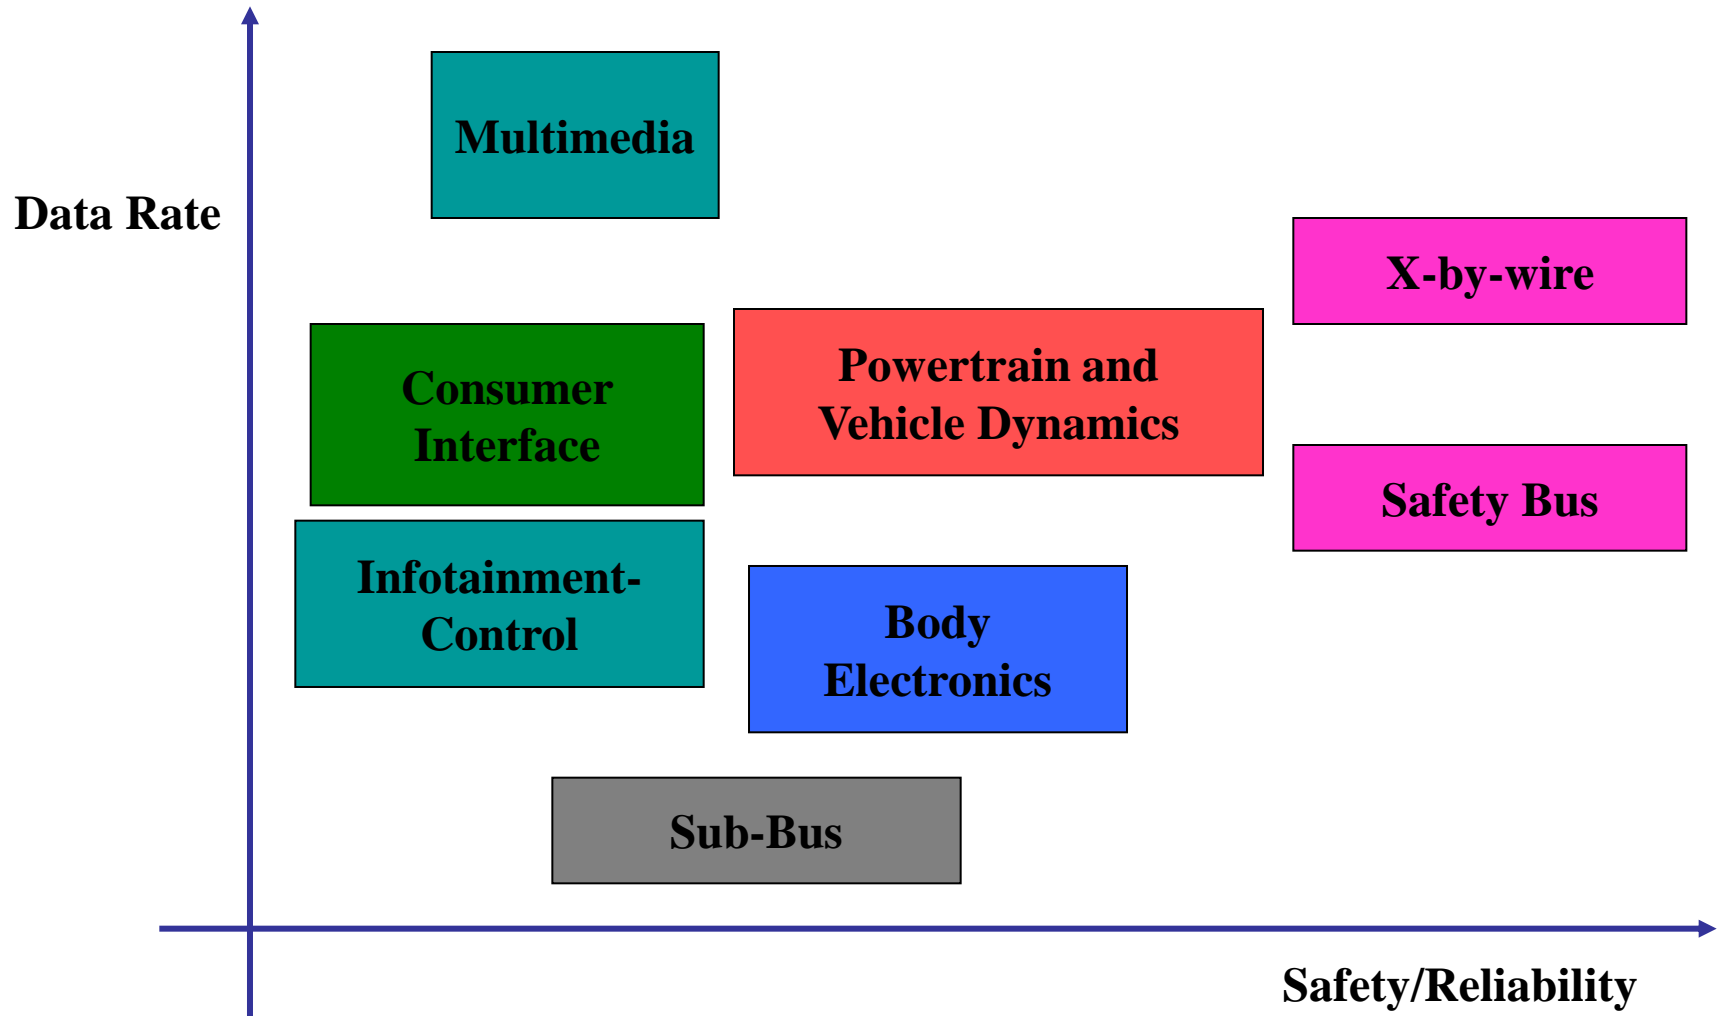 Multimedia
Data Rate
X-by-wire
Powertrain and
Vehicle Dynamics
Consumer
Interface
Safety Bus
Infotainment-
Control
Body
Electronics
Sub-Bus
Safety/Reliability